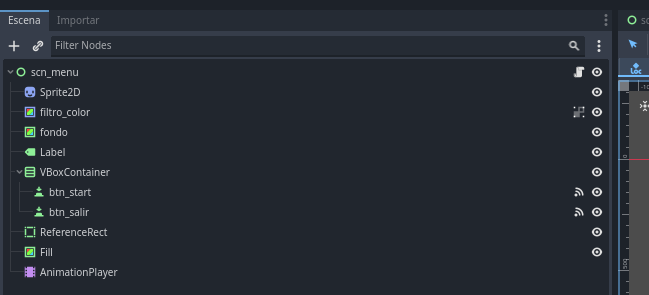 Escena Importar
Filter Nodes
scn_menu
Sprite2D
filtro_color
fondo
Label
VBoxContainer
btn_start
btn_salir
ReferenceRect
Fill
AnimationPlayer